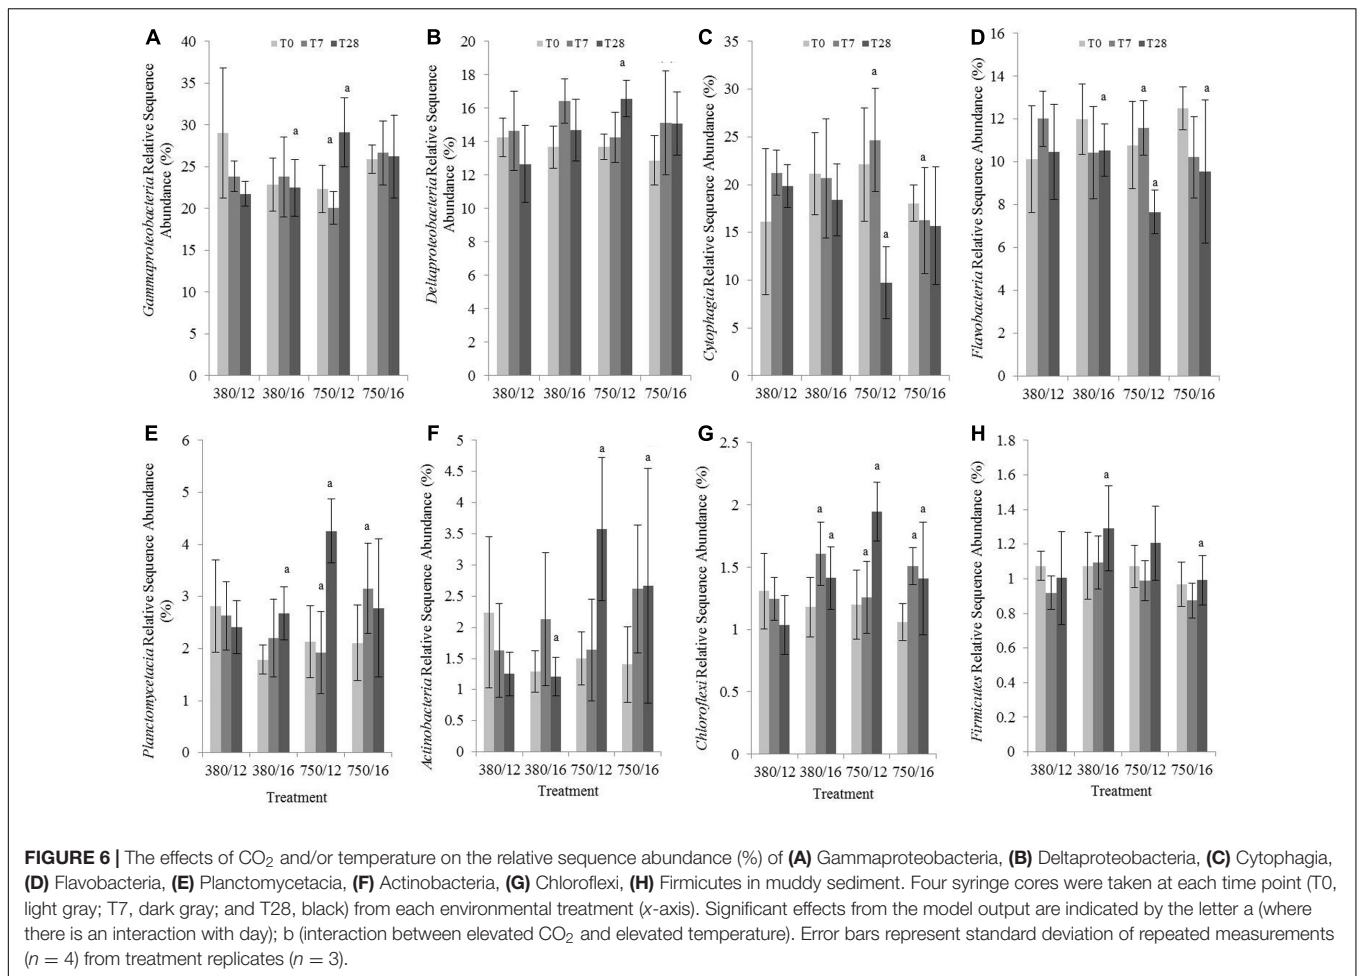 A
B
C
D
T0 T7 T28
T0 T7 T28
T0 T7 T28
T0 T7 T28
Gammaproteobacteria Relative Sequence
Abundance (%)
40
35
30
25
20
15
10
5
0
a
a
a
380/12 380/16 750/12 750/16
Deltaproteobacteria Relative Sequence
Abundance (%)
20
18
16
14
12
10
8
6
4
2
0
a
380/12 380/16 750/12 750/16
Cytophagia Relative Sequence Abundance (%)
35
30
25
20
15
10
5
0
a
a
a
380/12 380/16 750/12 750/16
Flavobacteria Relative Sequence Abundance (%)
16
14
12
10
8
6
4
2
0
a
a
a
a
380/12 380/16 750/12 750/16
E
F
G
H
Planctomycetacia Relative Sequence Abundance
(%)
6
5
4
3
2
1
0
a
a
a
a
380/12 380/16 750/12 750/16
Treatment
Actinobacteria Relative Sequence Abundance (%)
5
4.5
4
3.5
3
2.5
2
1.5
1
0.5
0
a
a
a
380/12 380/16 750/12 750/16
Treatment
Chloroflexi Relative Sequence Abundance (%)
2.5
2
1.5
1
0.5
0
a
a
a
a
a
a
380/12 380/16 750/12 750/16
Treatment
Firmicutes Relative Sequence Abundance (%)
1.8
1.6
1.4
1.2
1
0.8
0.6
0.4
0.2
0
a
a
380/12 380/16 750/12 750/16
Treatment
FIGURE 6 | The effects of CO2 and/or temperature on the relative sequence abundance (%) of (A) Gammaproteobacteria, (B) Deltaproteobacteria, (C) Cytophagia,
(D) Flavobacteria, (E) Planctomycetacia, (F) Actinobacteria, (G) Chloroflexi, (H) Firmicutes in muddy sediment. Four syringe cores were taken at each time point (T0,
light gray; T7, dark gray; and T28, black) from each environmental treatment (x-axis). Significant effects from the model output are indicated by the letter a (where
there is an interaction with day); b (interaction between elevated CO2 and elevated temperature). Error bars represent standard deviation of repeated measurements
(n = 4) from treatment replicates (n = 3).